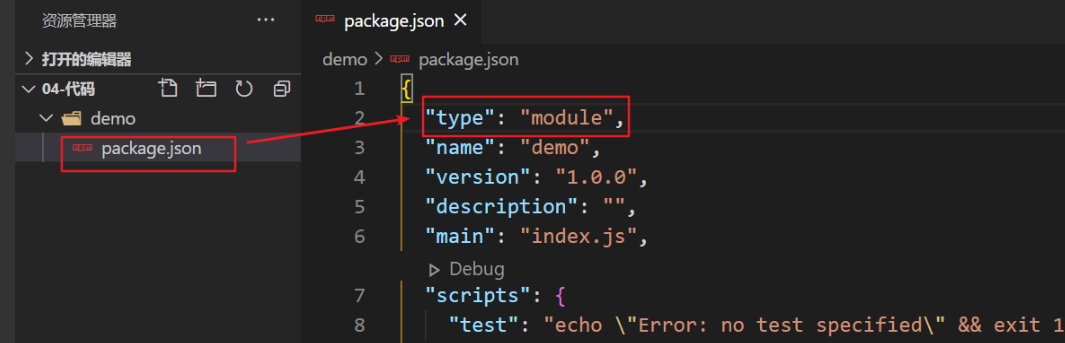 资源管理器 ···
打开的编辑器
04-代码
demo
package.json
package.json ×
demo > package.json
1 {
2 "type": "module",
3 "name": "demo",
4 "version": "1.0.0",
5 "description": "",
6 "main": "index.js",
Debug
7 "scripts": {
8 "test": "echo \"Error: no test specified\" && exit 1